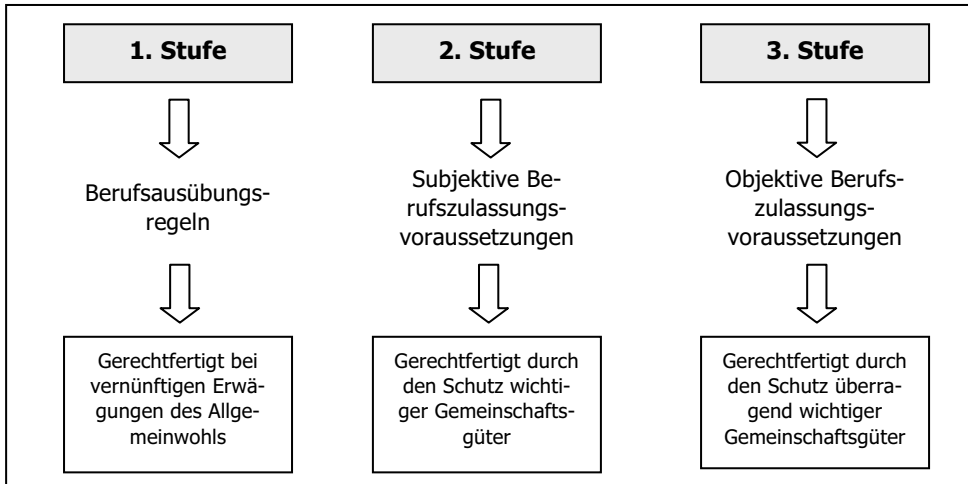 1. Stufe
2. Stufe
3. Stufe
Berufsausübungs-
regeln
Subjektive Be-
rufszulassungs-
voraussetzungen
Objektive Berufs-
zulassungs-
voraussetzungen
Gerechtfertigt bei
vernünftigen Erwä-
gungen des Allge-
meinwohls
Gerechtfertigt durch
den Schutz wichti-
ger Gemeinschafts-
güter
Gerechtfertigt durch
den Schutz überra-
gend wichtiger
Gemeinschaftsgüter